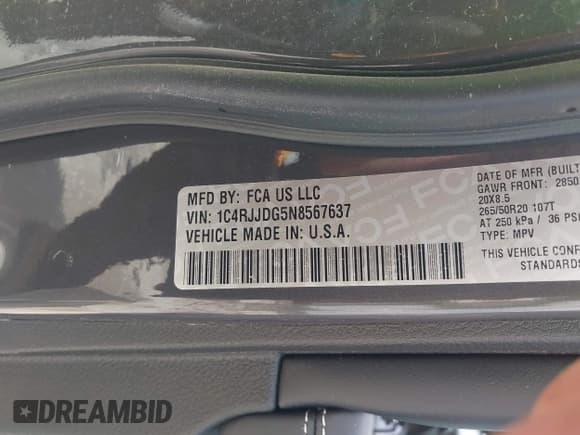 MFD BY: FCA US LLC
VIN: 1C4RJJDG5N8567637
VEHICLE MADE IN: U.S.A.
DATE OF MFR (BUILT
GAWR FRONT: 2850
20X8.5
265/50R20 107T
AT 250 kPa / 36 PSI
TYPE: MPV
THIS VEHICLE CONF
STANDARDS
DREAMBID